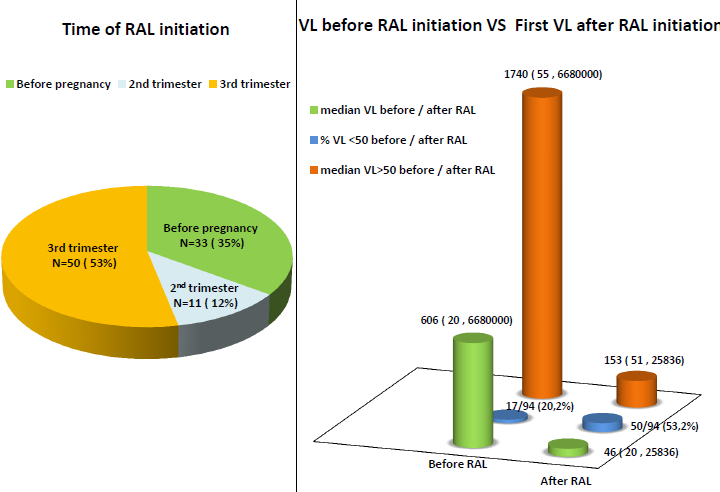 Time of RAL initiation
Before pregnancy 2nd trimester 3rd trimester
Before pregnancy
N=33 ( 35%)
3rd trimester
N=50 ( 53%)
2nd trimester
N=11 ( 12%)
VL before RAL initiation VS First VL after RAL initiation
1740 ( 55 , 6680000)
median VL before / after RAL
% VL <50 before / after RAL
median VL>50 before / after RAL
606 ( 20 , 6680000)
153 ( 51 , 25836)
17/94 (20,2%)
50/94 (53,2%)
46 ( 20 , 25836)
Before RAL
After RAL